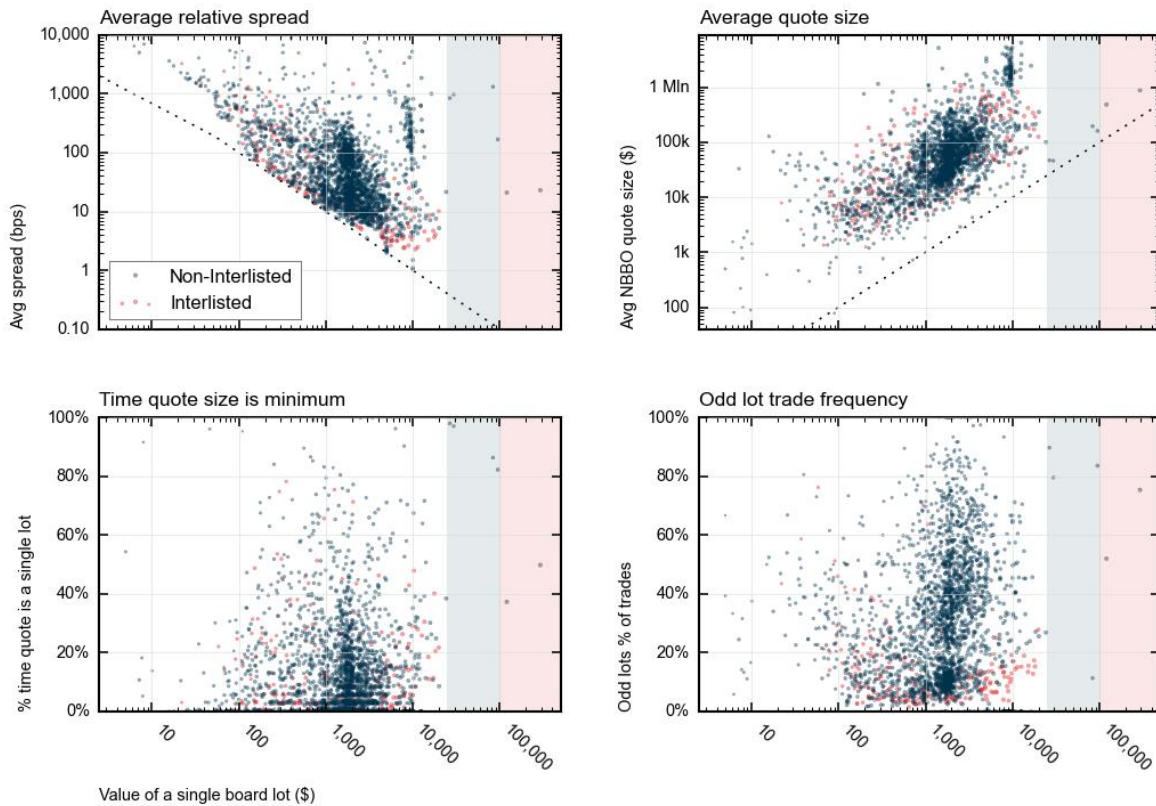 Average relative spread
10,000
1,000
100
10
1
0.10
Avg spread (bps)
Non-Interlisted
Interlisted
Average quote size
1 Mln
100k
10k
1k
100
Avg NBBO quote size ($)
Time quote size is minimum
100%
80%
60%
40%
20%
0%
% time quote is a single lot
10
100
1,000
10,000
100,000
Value of a single board lot ($)
Odd lot trade frequency
100%
80%
60%
40%
20%
0%
Odd lots % of trades
10
100
1,000
10,000
100,000